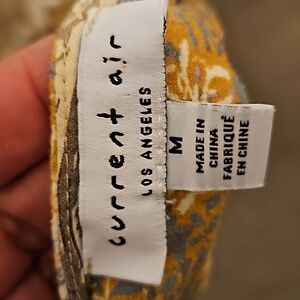 current air
LOS ANGELES
M
MADE IN
CHINA
FABRIQUÉ
EN CHINE